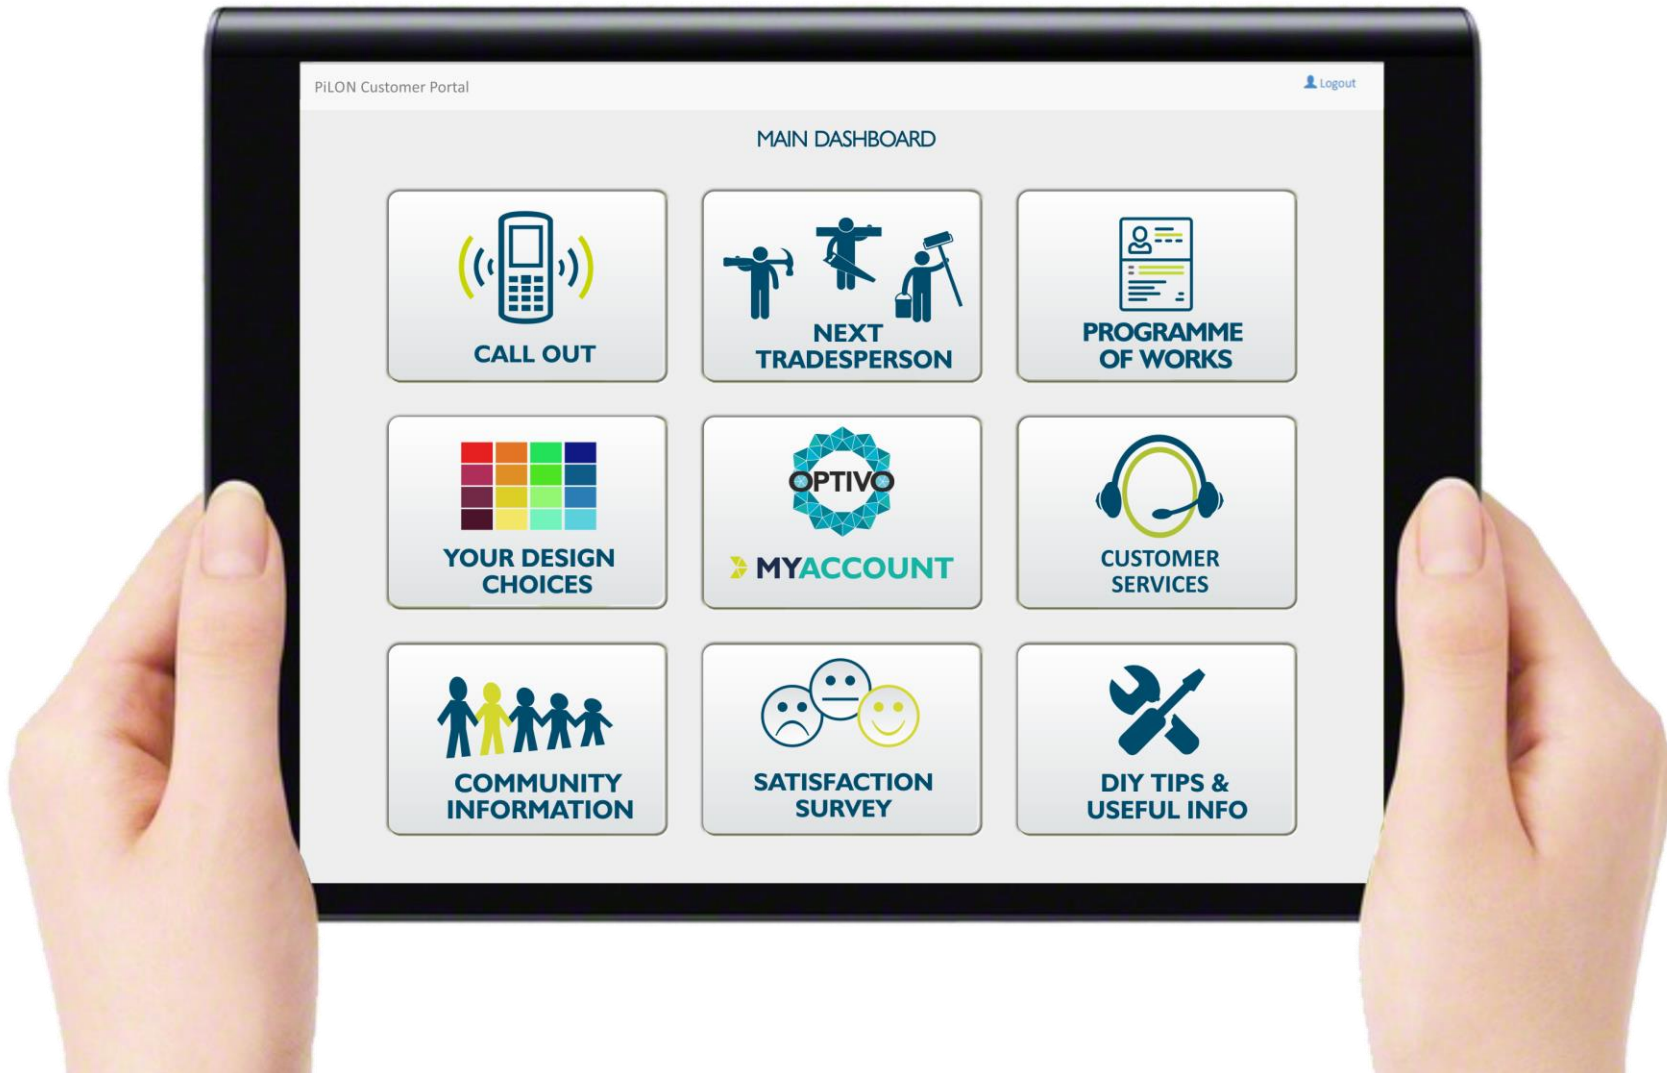 PiLON Customer Portal
Logout
MAIN DASHBOARD
CALL OUT
NEXT
TRADESPERSON
PROGRAMME
OF WORKS
YOUR DESIGN
CHOICES
OPTIVO
MYACCOUNT
CUSTOMER
SERVICES
COMMUNITY
INFORMATION
SATISFACTION
SURVEY
DIY TIPS &
USEFUL INFO